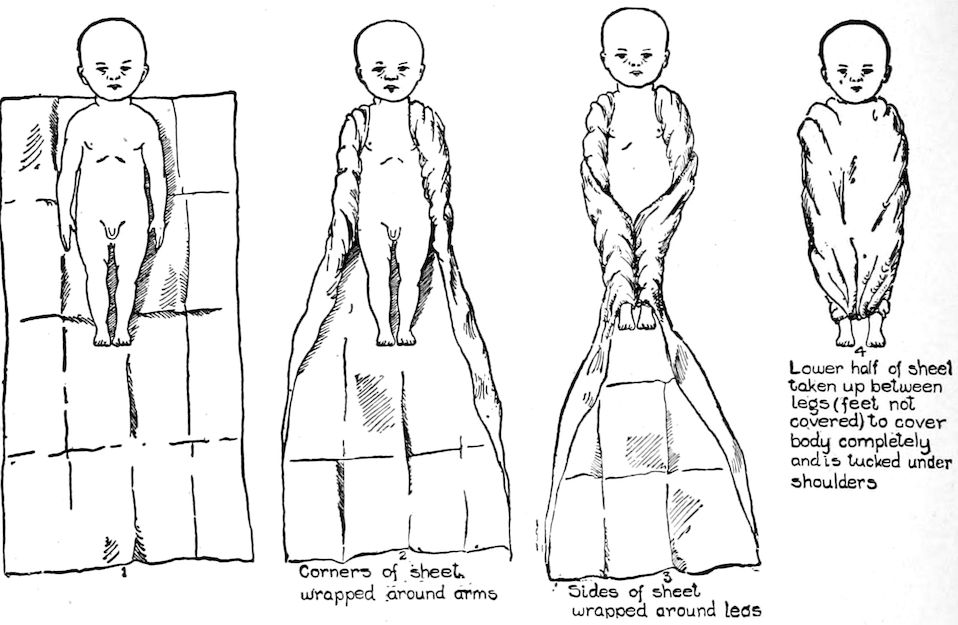 1
2
Corners of sheet
wrapped around arms
3
Sides of sheet
wrapped around legs
4
Lower half of sheet
taken up between
legs (feet not
covered) to cover
body completely
and is tucked under
shoulders